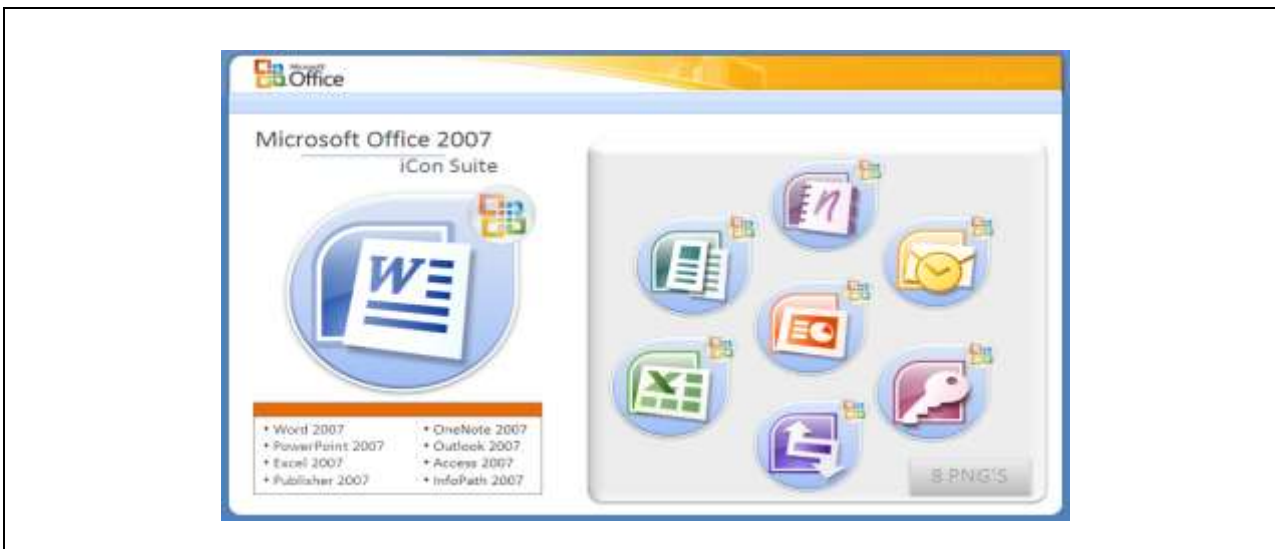 Microsoft
Office
Microsoft Office 2007
iCon Suite
W
• Word 2007
• PowerPoint 2007
• Excel 2007
• Publisher 2007
• OneNote 2007
• Outlook 2007
• Access 2007
• InfoPath 2007
8 PNG'S